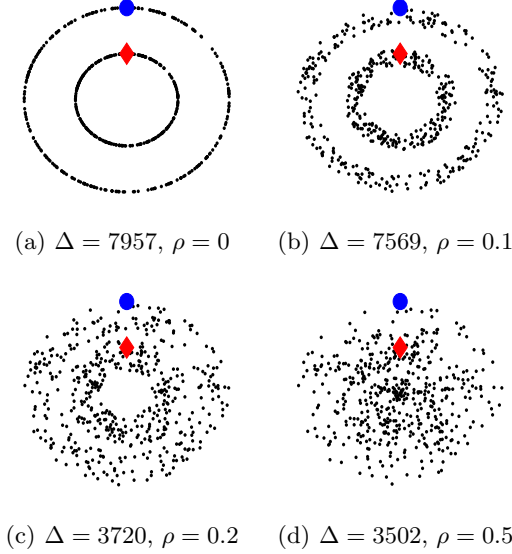 (a) Δ = 7957, ρ = 0
(b) Δ = 7569, ρ = 0.1
(c) Δ = 3720, ρ = 0.2
(d) Δ = 3502, ρ = 0.5